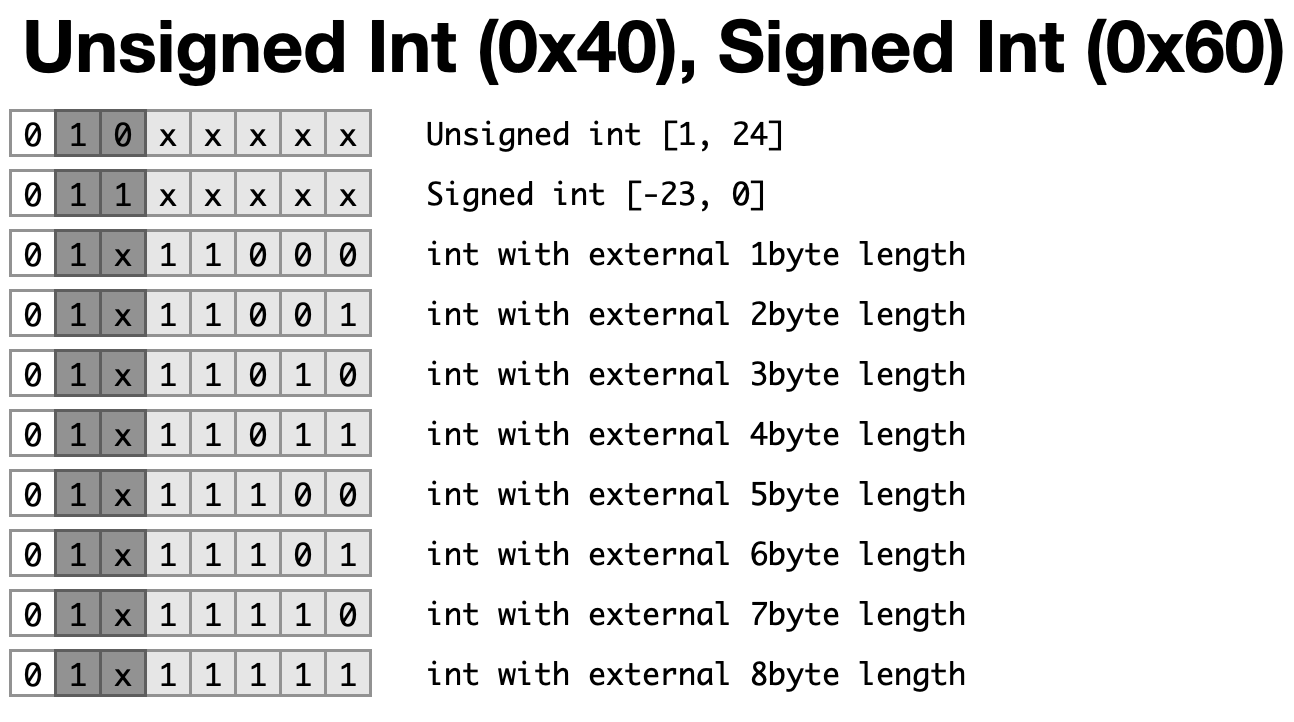 Unsigned Int (0x40), Signed Int (0x60)
0 1 0 x x x x x Unsigned int [1, 24]
0 1 1 x x x x x Signed int [-23, 0]
0 1 x 1 1 0 0 0 int with external 1byte length
0 1 x 1 1 0 0 1 int with external 2byte length
0 1 x 1 1 0 1 0 int with external 3byte length
0 1 x 1 1 0 1 1 int with external 4byte length
0 1 x 1 1 1 0 0 int with external 5byte length
0 1 x 1 1 1 0 1 int with external 6byte length
0 1 x 1 1 1 1 0 int with external 7byte length
0 1 x 1 1 1 1 1 int with external 8byte length